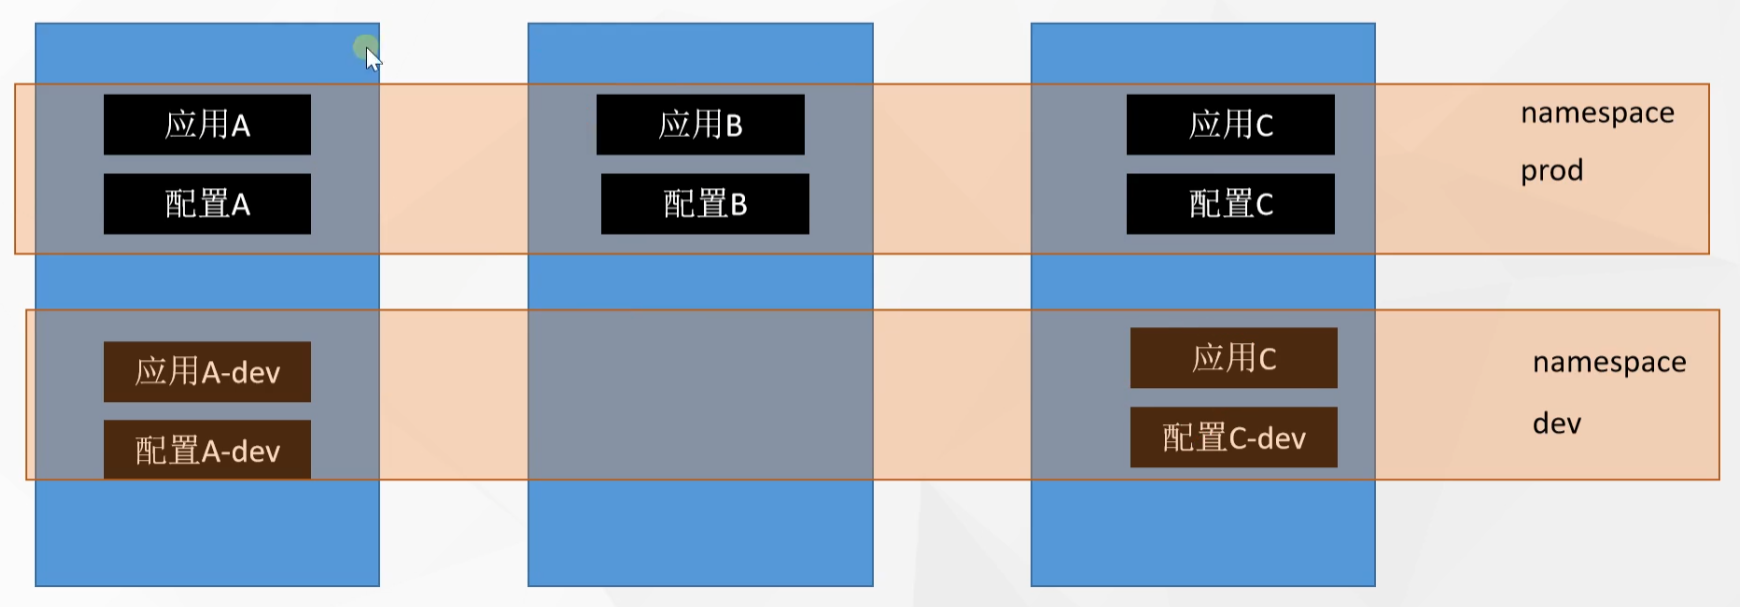 应用A
应用B
应用C
namespace
prod
配置A
配置B
配置C
应用A-dev
应用C
namespace
dev
配置A-dev
配置C-dev